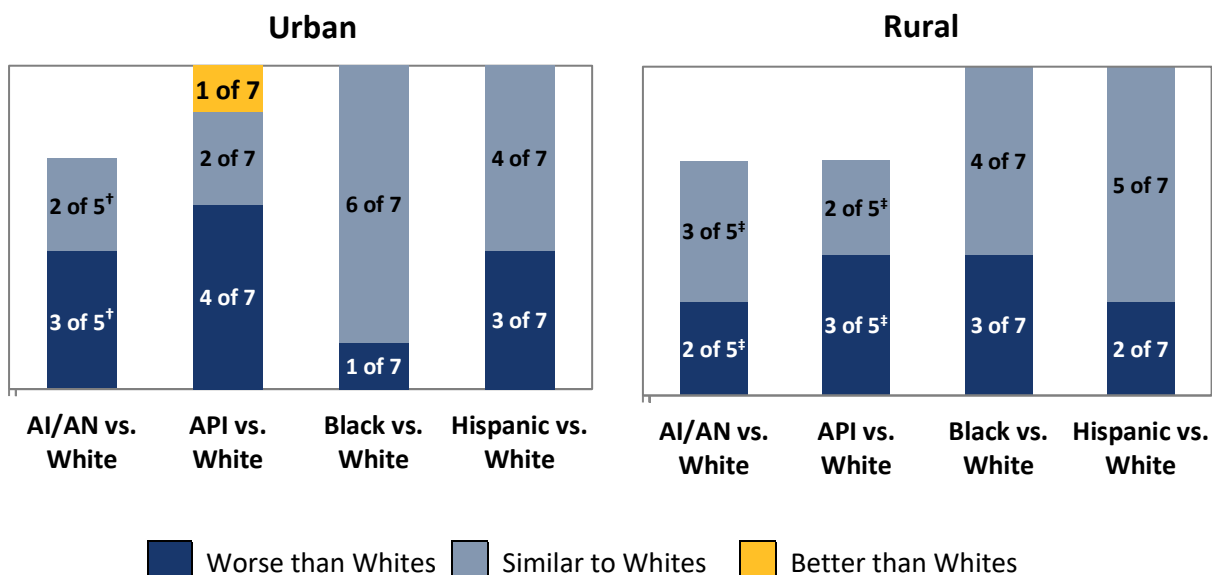 Urban
1 of 7
2 of 7
4 of 7
2 of 5†
6 of 7
3 of 5†
4 of 7
3 of 7
1 of 7
AI/AN vs. White
API vs. White
Black vs. White
Hispanic vs. White
Rural
4 of 7
5 of 7
3 of 5‡
2 of 5‡
2 of 5‡
3 of 5‡
3 of 7
2 of 7
AI/AN vs. White
API vs. White
Black vs. White
Hispanic vs. White
Worse than Whites
Similar to Whites
Better than Whites